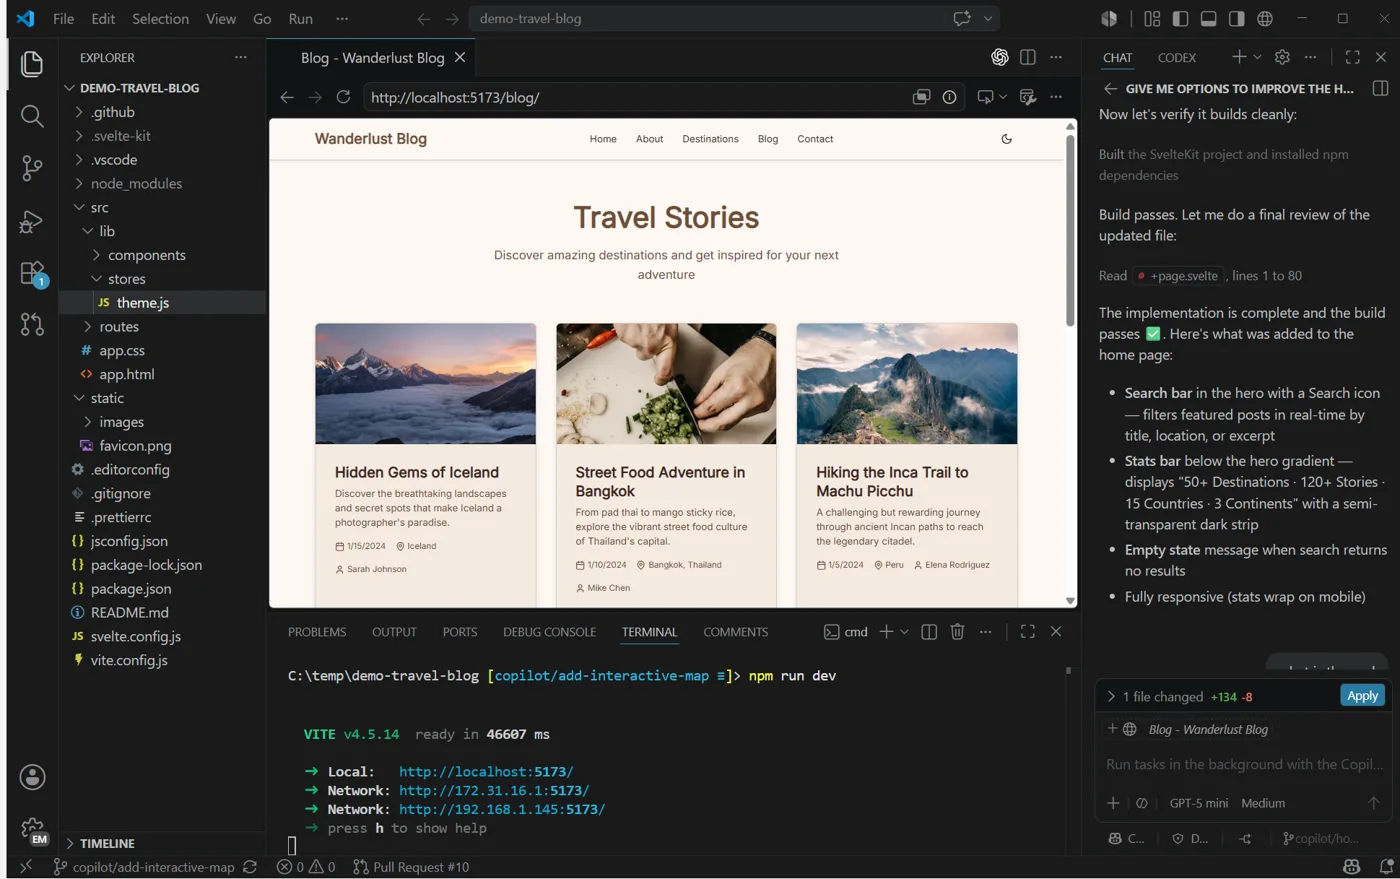 File Edit Selection View Go Run ··· demo-travel-blog
EXPLORER ···
DEMO-TRAVEL-BLOG
.github
.svelte-kit
.vscode
node_modules
src
lib
components
stores
JS theme.js
routes
# app.css
<> app.html
static
images
favicon.png
.editorconfig
.gitignore
.prettierrc
{} jsconfig.json
{} package-lock.json
{} package.json
README.md
JS svelte.config.js
vite.config.js
TIMELINE
1
EM
Blog - Wanderlust Blog
http://localhost:5173/blog/
Wanderlust Blog Home About Destinations Blog Contact
Travel Stories
Discover amazing destinations and get inspired for your next
adventure
Hidden Gems of Iceland
Discover the breathtaking landscapes
and secret spots that make Iceland a
photographer's paradise.
1/15/2024 Iceland
Sarah Johnson
Street Food Adventure in
Bangkok
From pad thai to mango sticky rice,
explore the vibrant street food culture
of Thailand's capital.
1/10/2024 Bangkok, Thailand
Mike Chen
Hiking the Inca Trail to
Machu Picchu
A challenging but rewarding journey
through ancient Incan paths to reach
the legendary citadel.
1/5/2024 Peru Elena Rodriguez
PROBLEMS OUTPUT PORTS DEBUG CONSOLE TERMINAL COMMENTS cmd
C:\temp\demo-travel-blog [copilot/add-interactive-map ≡]> npm run dev
VITE v4.5.14 ready in 46607 ms
➜ Local: http://localhost:5173/
➜ Network: http://172.31.16.1:5173/
➜ Network: http://192.168.1.145:5173/
➜ press h to show help
CHAT CODEX
GIVE ME OPTIONS TO IMPROVE THE H...
Now let's verify it builds cleanly:
Built the SvelteKit project and installed npm
dependencies
Build passes. Let me do a final review of the
updated file:
Read +page.svelte , lines 1 to 80
The implementation is complete and the build
passes ✅. Here's what was added to the
home page:
• Search bar in the hero with a Search icon
— filters featured posts in real-time by
title, location, or excerpt
• Stats bar below the hero gradient —
displays "50+ Destinations · 120+ Stories ·
15 Countries · 3 Continents" with a semi-
transparent dark strip
• Empty state message when search returns
no results
• Fully responsive (stats wrap on mobile)
1 file changed +134 -8 Apply
Blog - Wanderlust Blog
Run tasks in the background with the Copil...
GPT-5 mini Medium
C... D... copilot/ho...
copilot/add-interactive-map 0 0 Pull Request #10